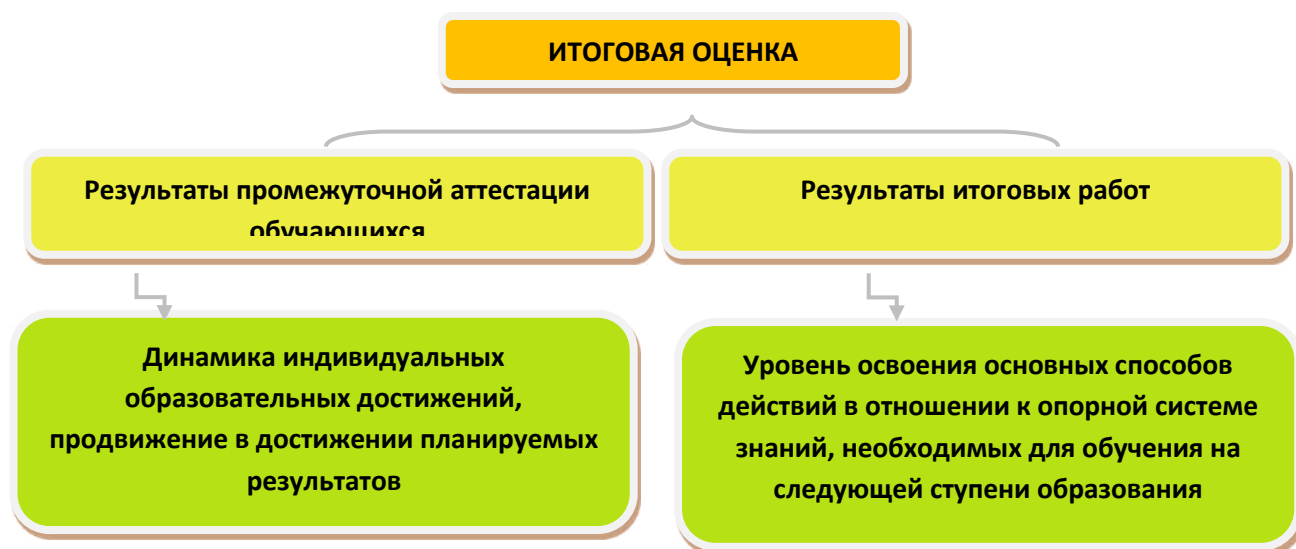 ИТОГОВАЯ ОЦЕНКА
Результаты промежуточной аттестации
обучающихся
Результаты итоговых работ
Динамика индивидуальных
образовательных достижений,
продвижение в достижении планируемых
результатов
Уровень освоения основных способов
действий в отношении к опорной системе
знаний, необходимых для обучения на
следующей ступени образования